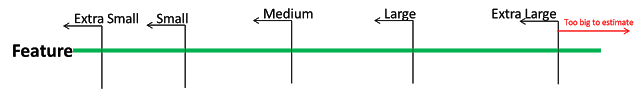 Extra Small
Small
Medium
Large
Extra Large
Too big to estimate
Feature